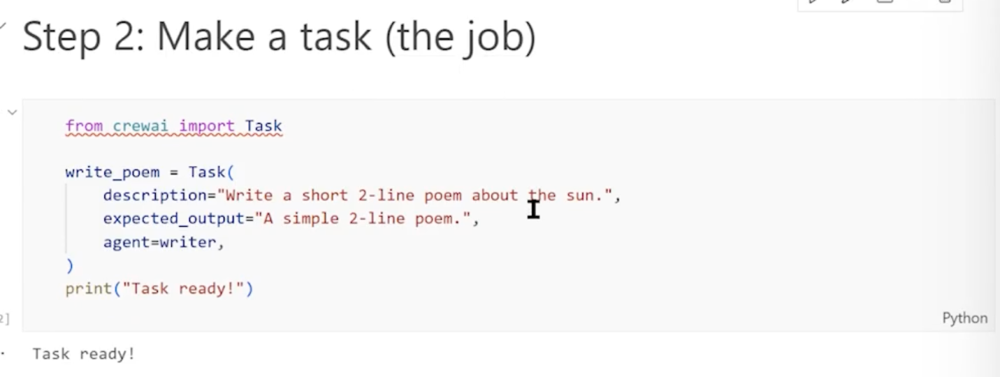 Step 2: Make a task (the job)
from crewai import Task
write_poem = Task(
    description="Write a short 2-line poem about the sun.",
    expected_output="A simple 2-line poem.",
    agent=writer,
)
print("Task ready!")
2]
Python
Task ready!